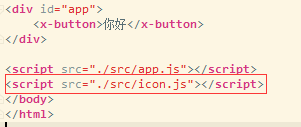 <div id="app">
<x-button>你好</x-button>
</div>
<script src="./src/app.js"></script>
<script src="./src/icon.js"></script>
</body>
</html>